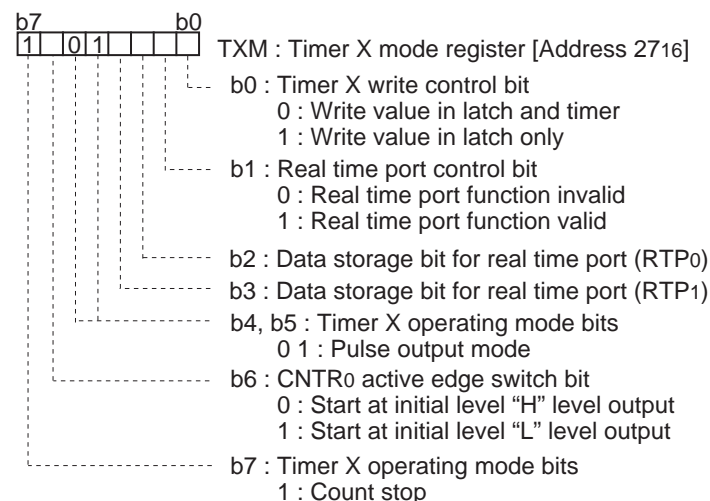 b7 b0
1 0 1 TXM : Timer X mode register [Address 2716]
b0 : Timer X write control bit
0 : Write value in latch and timer
1 : Write value in latch only
b1 : Real time port control bit
0 : Real time port function invalid
1 : Real time port function valid
b2 : Data storage bit for real time port (RTP0)
b3 : Data storage bit for real time port (RTP1)
b4, b5 : Timer X operating mode bits
0 1 : Pulse output mode
b6 : CNTR0 active edge switch bit
0 : Start at initial level “H” level output
1 : Start at initial level “L” level output
b7 : Timer X operating mode bits
1 : Count stop